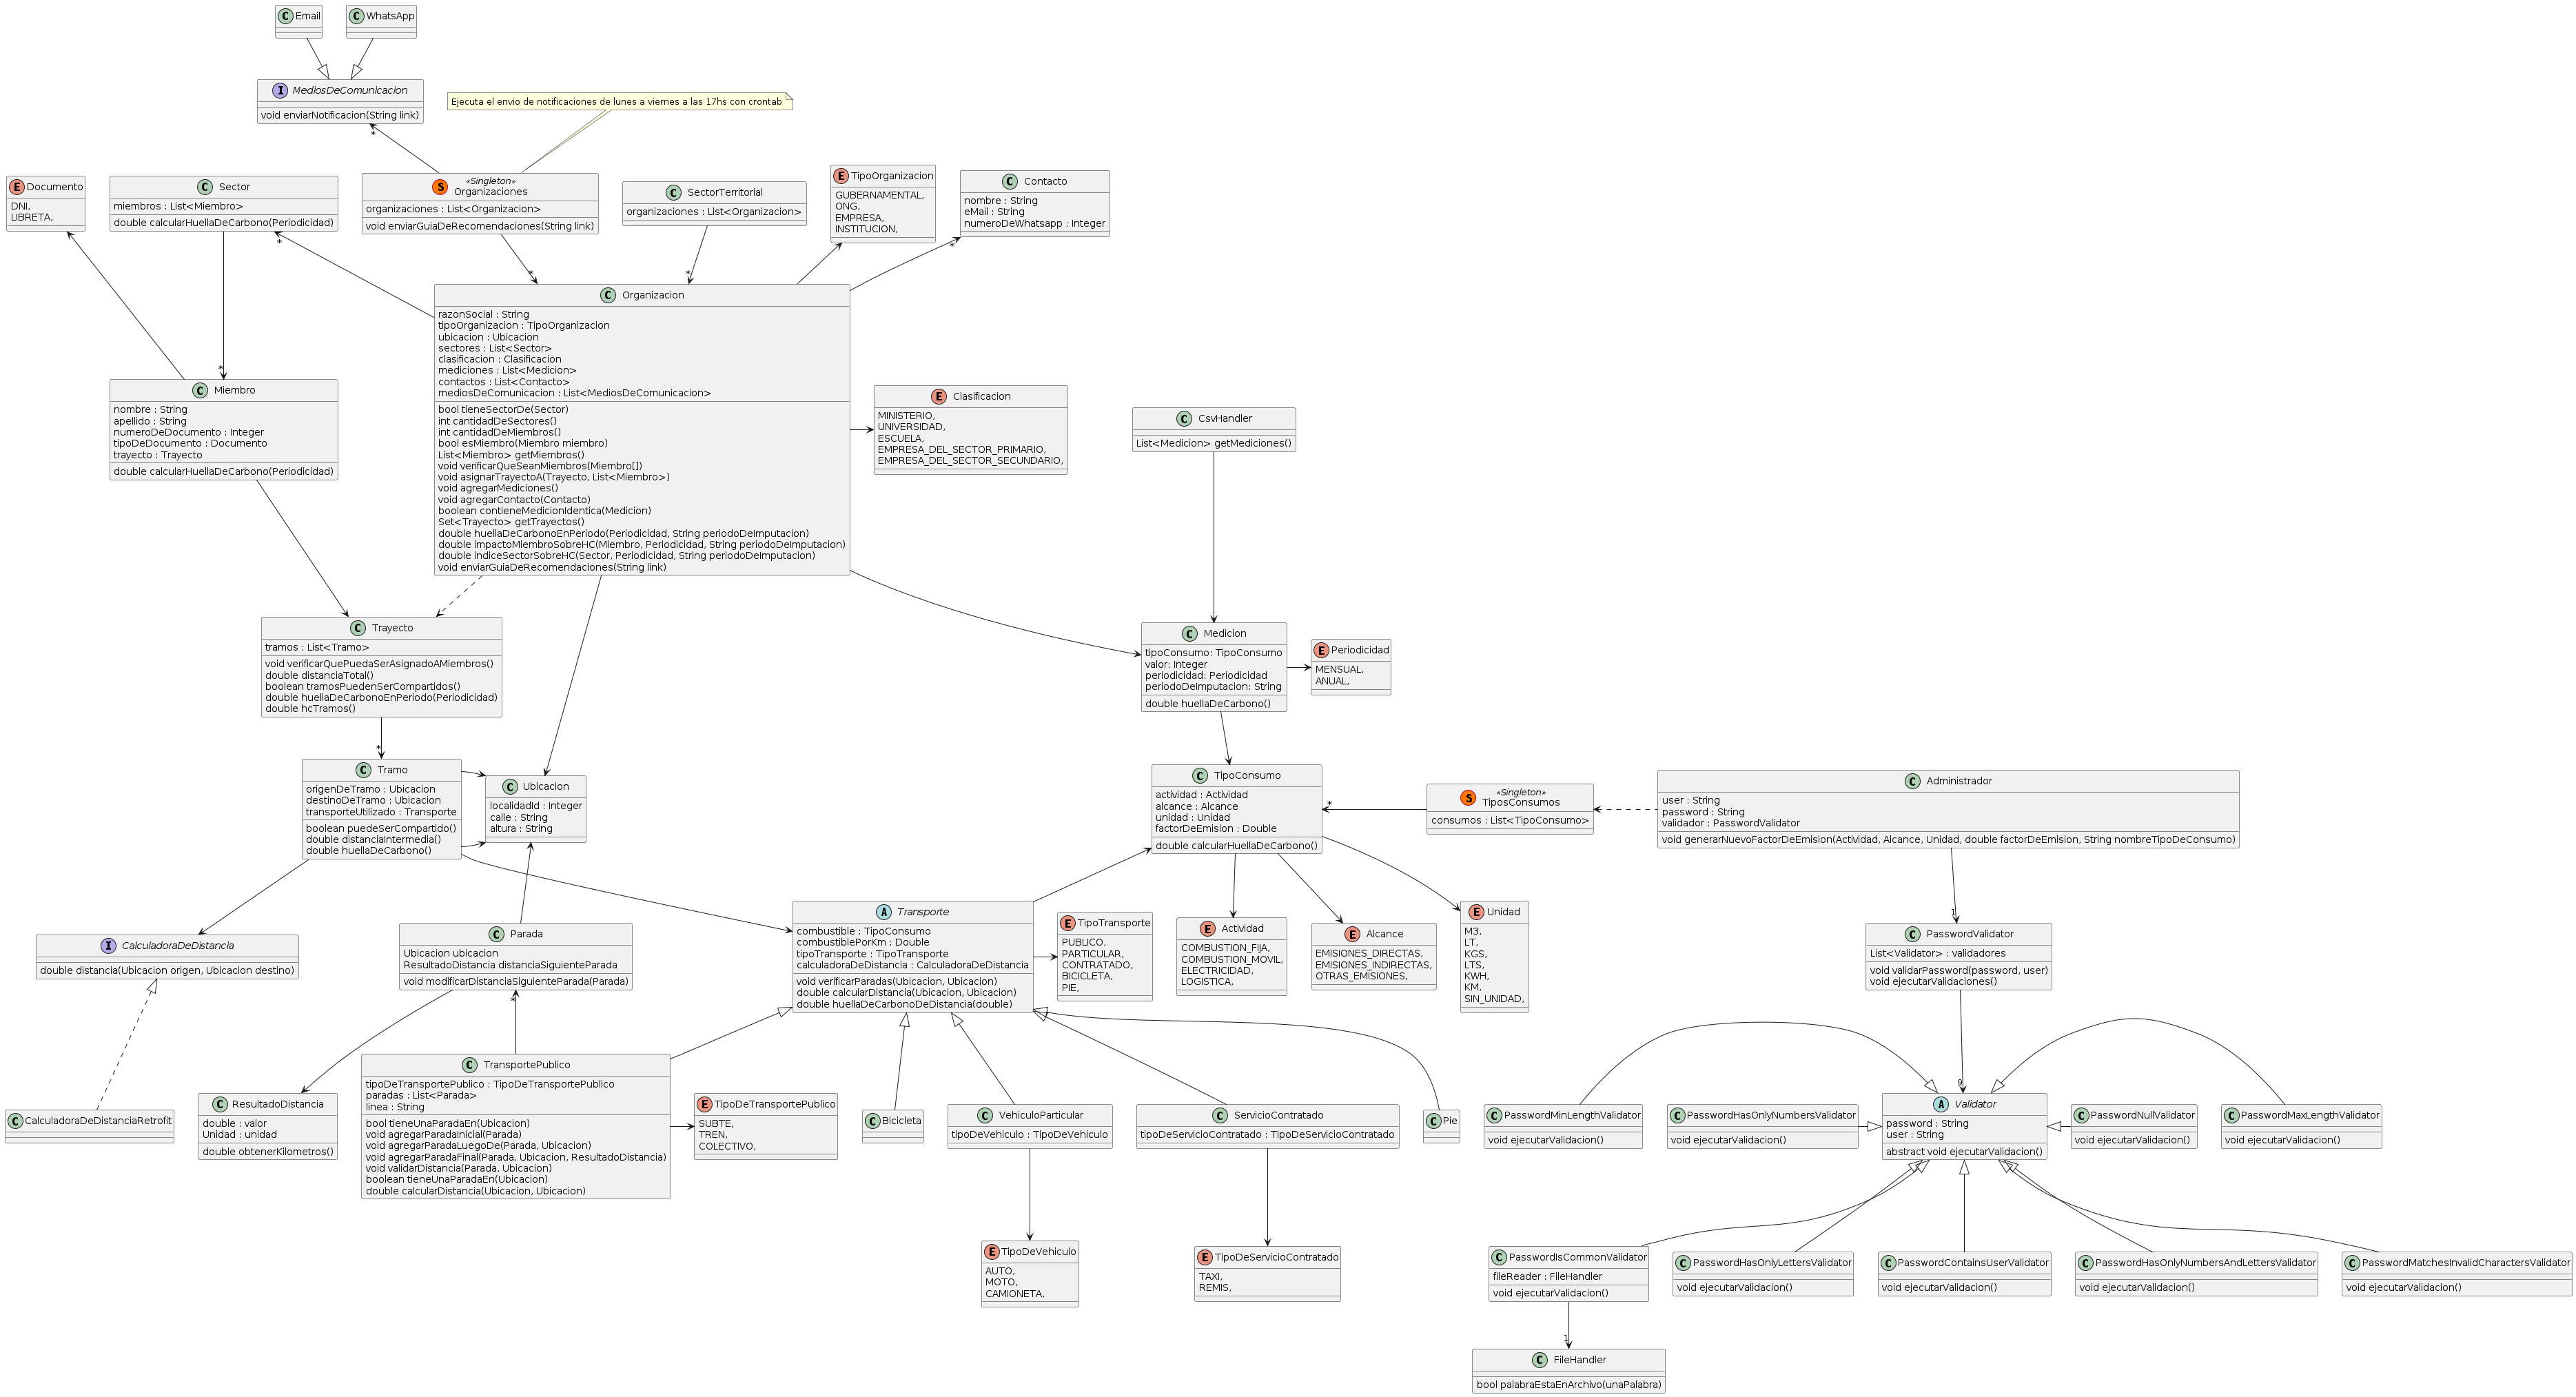 Email
WhatsApp
MediosDeComunicacion
void enviarNotificacion(String link)
Ejecuta el envio de notificaciones de lunes a viernes a las 17hs con crontab
*
Documento
DNI,
LIBRETA,
Sector
miembros : List<Miembro>
double calcularHuellaDeCarbono(Periodicidad)
*
«Singleton»
Organizaciones
organizaciones : List<Organizacion>
void enviarGuiaDeRecomendaciones(String link)
*
SectorTerritorial
organizaciones : List<Organizacion>
*
TipoOrganizacion
GUBERNAMENTAL,
ONG,
EMPRESA,
INSTITUCION,
Contacto
nombre : String
eMail : String
numeroDeWhatsapp : Integer
*
Organizacion
razonSocial : String
tipoOrganizacion : TipoOrganizacion
ubicacion : Ubicacion
sectores : List<Sector>
clasificacion : Clasificacion
mediciones : List<Medicion>
contactos : List<Contacto>
mediosDeComunicacion : List<MediosDeComunicacion>
bool tieneSectorDe(Sector)
int cantidadDeSectores()
int cantidadDeMiembros()
bool esMiembro(Miembro miembro)
List<Miembro> getMiembros()
void verificarQueSeanMiembros(Miembro[])
void asignarTrayectoA(Trayecto, List<Miembro>)
void agregarMediciones()
void agregarContacto(Contacto)
boolean contieneMedicionIdentica(Medicion)
Set<Trayecto> getTrayectos()
double huellaDeCarbonoEnPeriodo(Periodicidad, String periodoDeImputacion)
double impactoMiembroSobreHC(Miembro, Periodicidad, String periodoDeImputacion)
double indiceSectorSobreHC(Sector, Periodicidad, String periodoDeImputacion)
void enviarGuiaDeRecomendaciones(String link)
*
Miembro
nombre : String
apellido : String
numeroDeDocumento : Integer
tipoDeDocumento : Documento
trayecto : Trayecto
double calcularHuellaDeCarbono(Periodicidad)
Clasificacion
MINISTERIO,
UNIVERSIDAD,
ESCUELA,
EMPRESA_DEL_SECTOR_PRIMARIO,
EMPRESA_DEL_SECTOR_SECUNDARIO,
CsvHandler
List<Medicion> getMediciones()
Trayecto
tramos : List<Tramo>
void verificarQuePuedaSerAsignadoAMiembros()
double distanciaTotal()
boolean tramosPuedenSerCompartidos()
double huellaDeCarbonoEnPeriodo(Periodicidad)
double hcTramos()
*
Medicion
tipoConsumo: TipoConsumo
valor: Integer
periodicidad: Periodicidad
periodoDeImputacion: String
double huellaDeCarbono()
Periodicidad
MENSUAL,
ANUAL,
Tramo
origenDeTramo : Ubicacion
destinoDeTramo : Ubicacion
transporteUtilizado : Transporte
boolean puedeSerCompartido()
double distanciaIntermedia()
double huellaDeCarbono()
Ubicacion
localidadId : Integer
calle : String
altura : String
TipoConsumo
actividad : Actividad
alcance : Alcance
unidad : Unidad
factorDeEmision : Double
double calcularHuellaDeCarbono()
*
«Singleton»
TiposConsumos
consumos : List<TipoConsumo>
Administrador
user : String
password : String
validador : PasswordValidator
void generarNuevoFactorDeEmision(Actividad, Alcance, Unidad, double factorDeEmision, String nombreTipoDeConsumo)
1
CalculadoraDeDistancia
double distancia(Ubicacion origen, Ubicacion destino)
Parada
Ubicacion ubicacion
ResultadoDistancia distanciaSiguienteParada
void modificarDistanciaSiguienteParada(Parada)
*
Transporte
combustible : TipoConsumo
combustiblePorKm : Double
tipoTransporte : TipoTransporte
calculadoraDeDistancia : CalculadoraDeDistancia
void verificarParadas(Ubicacion, Ubicacion)
double calcularDistancia(Ubicacion, Ubicacion)
double huellaDeCarbonoDeDistancia(double)
TipoTransporte
PUBLICO,
PARTICULAR,
CONTRATADO,
BICICLETA,
PIE,
Actividad
COMBUSTION_FIJA,
COMBUSTION_MOVIL,
ELECTRICIDAD,
LOGISTICA,
Alcance
EMISIONES_DIRECTAS,
EMISIONES_INDIRECTAS,
OTRAS_EMISIONES,
Unidad
M3,
LT,
KGS,
LTS,
KWH,
KM,
SIN_UNIDAD,
PasswordValidator
List<Validator> : validadores
void validarPassword(password, user)
void ejecutarValidaciones()
9
CalculadoraDeDistanciaRetrofit
ResultadoDistancia
double : valor
Unidad : unidad
double obtenerKilometros()
TransportePublico
tipoDeTransportePublico : TipoDeTransportePublico
paradas : List<Parada>
linea : String
bool tieneUnaParadaEn(Ubicacion)
void agregarParadaInicial(Parada)
void agregarParadaLuegoDe(Parada, Ubicacion)
void agregarParadaFinal(Parada, Ubicacion, ResultadoDistancia)
void validarDistancia(Parada, Ubicacion)
boolean tieneUnaParadaEn(Ubicacion)
double calcularDistancia(Ubicacion, Ubicacion)
TipoDeTransportePublico
SUBTE,
TREN,
COLECTIVO,
Bicicleta
VehiculoParticular
tipoDeVehiculo : TipoDeVehiculo
ServicioContratado
tipoDeServicioContratado : TipoDeServicioContratado
Pie
PasswordMinLengthValidator
void ejecutarValidacion()
PasswordHasOnlyNumbersValidator
void ejecutarValidacion()
Validator
password : String
user : String
abstract void ejecutarValidacion()
PasswordNullValidator
void ejecutarValidacion()
PasswordMaxLengthValidator
void ejecutarValidacion()
TipoDeVehiculo
AUTO,
MOTO,
CAMIONETA,
TipoDeServicioContratado
TAXI,
REMIS,
PasswordIsCommonValidator
fileReader : FileHandler
void ejecutarValidacion()
1
PasswordHasOnlyLettersValidator
void ejecutarValidacion()
PasswordContainsUserValidator
void ejecutarValidacion()
PasswordHasOnlyNumbersAndLettersValidator
void ejecutarValidacion()
PasswordMatchesInvalidCharactersValidator
void ejecutarValidacion()
FileHandler
bool palabraEstaEnArchivo(unaPalabra)